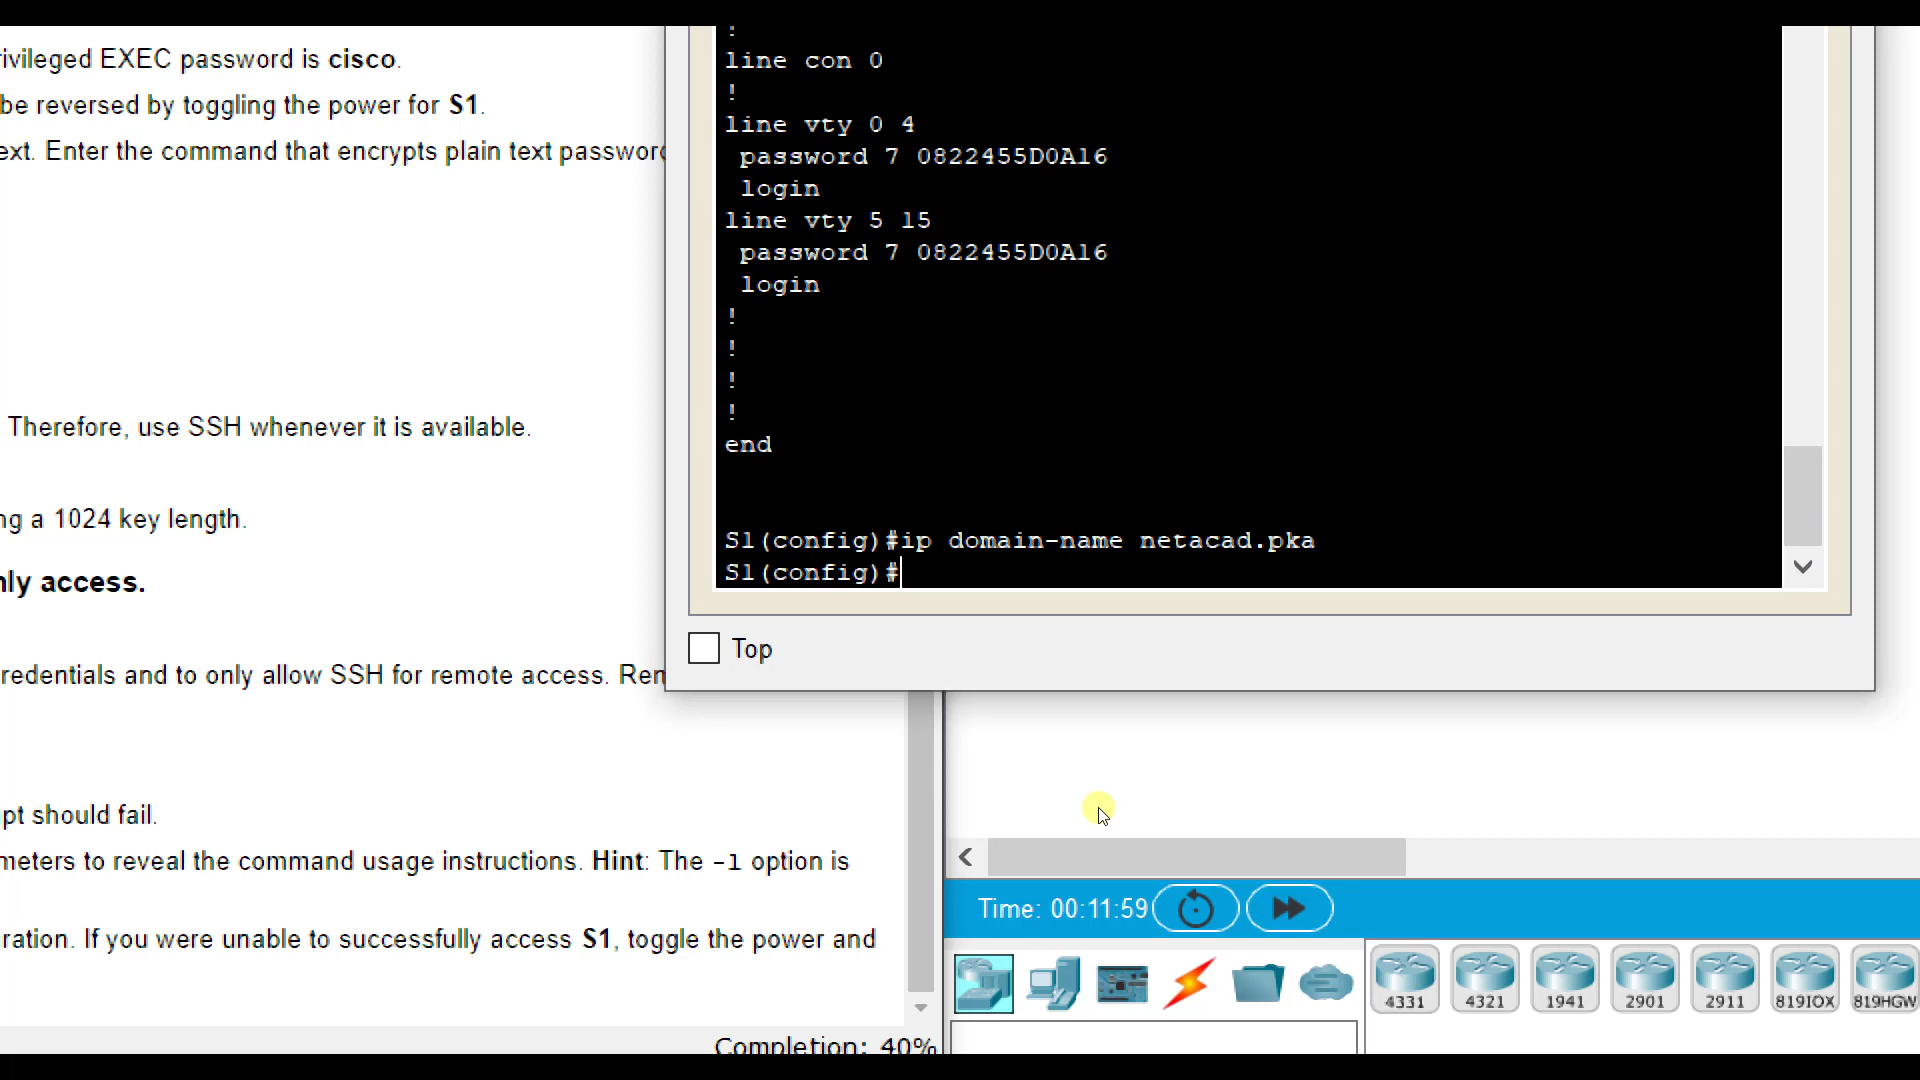 rivileged EXEC password is cisco.
be reversed by toggling the power for S1.
ext. Enter the command that encrypts plain text passwor
Therefore, use SSH whenever it is available.
ng a 1024 key length.
nly access.
redentials and to only allow SSH for remote access. Ren
pt should fail.
meters to reveal the command usage instructions. Hint: The -l option is
ration. If you were unable to successfully access S1, toggle the power and
Completion: 40%
!
line con 0
!
line vty 0 4
password 7 0822455D0A16
login
line vty 5 15
password 7 0822455D0A16
login
!
!
!
!
end
S1(config)#ip domain-name netacad.pka
S1(config)#
Top
Time: 00:11:59
4331 4321 1941 2901 2911 819IOX 819HGW